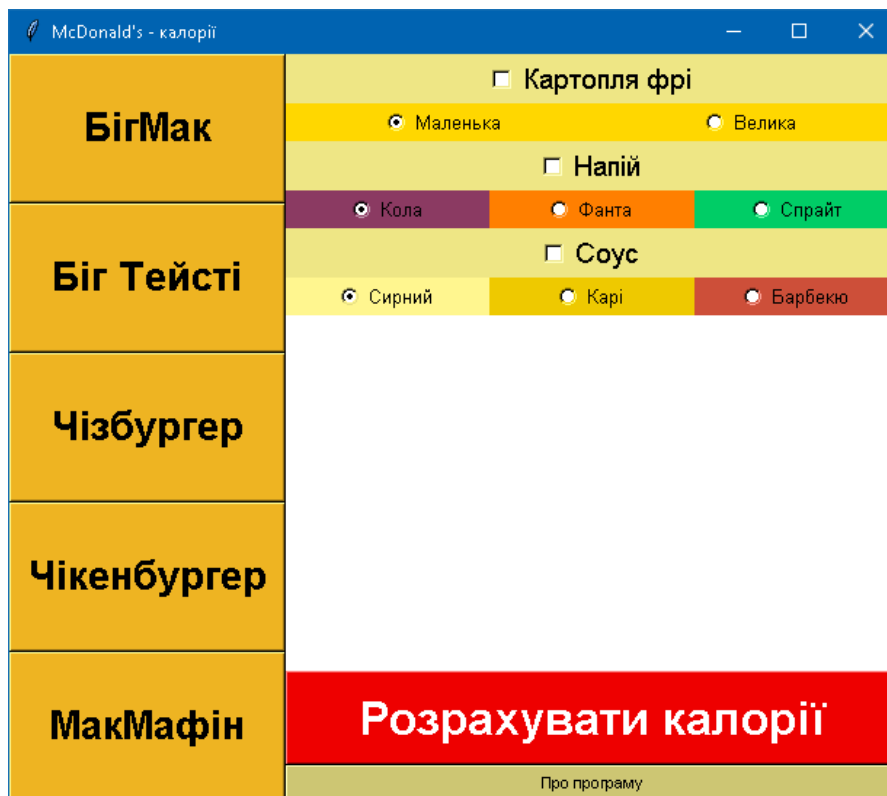 McDonald's - калорії
БігМак
Біг Тейсті
Чізбургер
Чікенбургер
МакМафін
Картопля фрі
Маленька Велика
Напій
Кола Фанта Спрайт
Соус
Сирний Карі Барбекю
Розрахувати калорії
Про програму